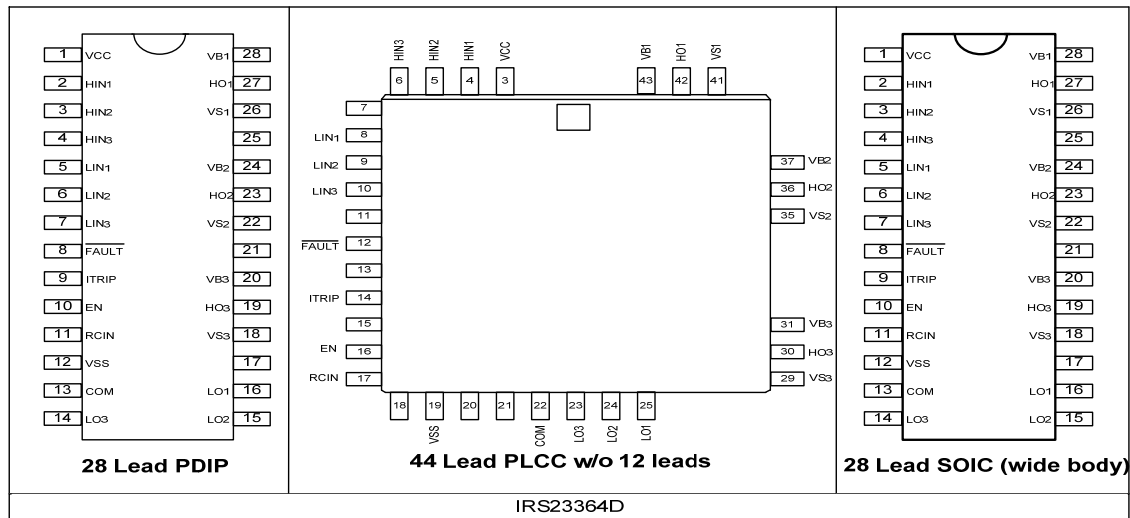 1 VCC VB1 28
2 HIN1 HO1 27
3 HIN2 VS1 26
4 HIN3 25
5 LIN1 VB2 24
6 LIN2 HO2 23
7 LIN3 VS2 22
8 FAULT 21
9 ITRIP VB3 20
10 EN HO3 19
11 RCIN VS3 18
12 VSS 17
13 COM LO1 16
14 LO3 LO2 15
28 Lead PDIP
HIN3 HIN2 HIN1 VCC VB1 HO1 VS1
6 5 4 3 43 42 41
7
LIN1 8
LIN2 9 37 VB2
LIN3 10 36 HO2
11 35 VS2
FAULT 12
13
ITRIP 14
15 31 VB3
EN 16 30 HO3
RCIN 17 29 VS3
18 19 20 21 22 23 24 25
VSS COM LO3 LO2 LO1
44 Lead PLCC w/o 12 leads
1 VCC VB1 28
2 HIN1 HO1 27
3 HIN2 VS1 26
4 HIN3 25
5 LIN1 VB2 24
6 LIN2 HO2 23
7 LIN3 VS2 22
8 FAULT 21
9 ITRIP VB3 20
10 EN HO3 19
11 RCIN VS3 18
12 VSS 17
13 COM LO1 16
14 LO3 LO2 15
28 Lead SOIC (wide body)
IRS23364D